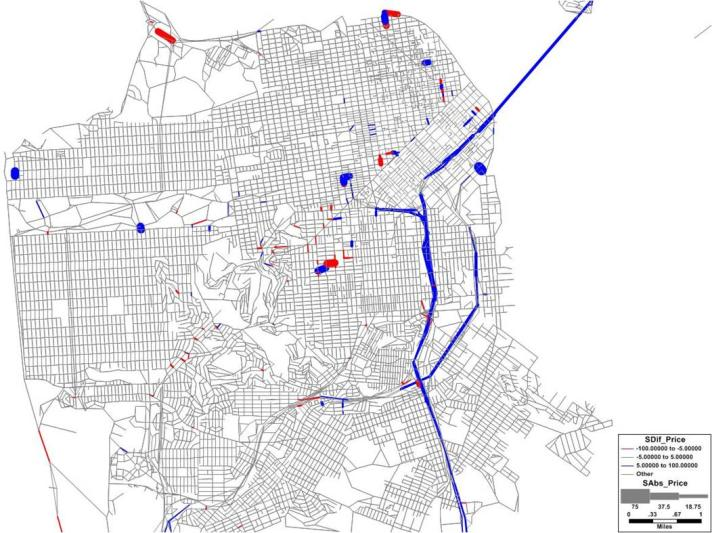 SDif_Price
-100.00000 to -5.00000
-5.00000 to 5.00000
5.00000 to 100.00000
Other
SAbs_Price
75 37.5 18.75
0 .33 .67 1
Miles